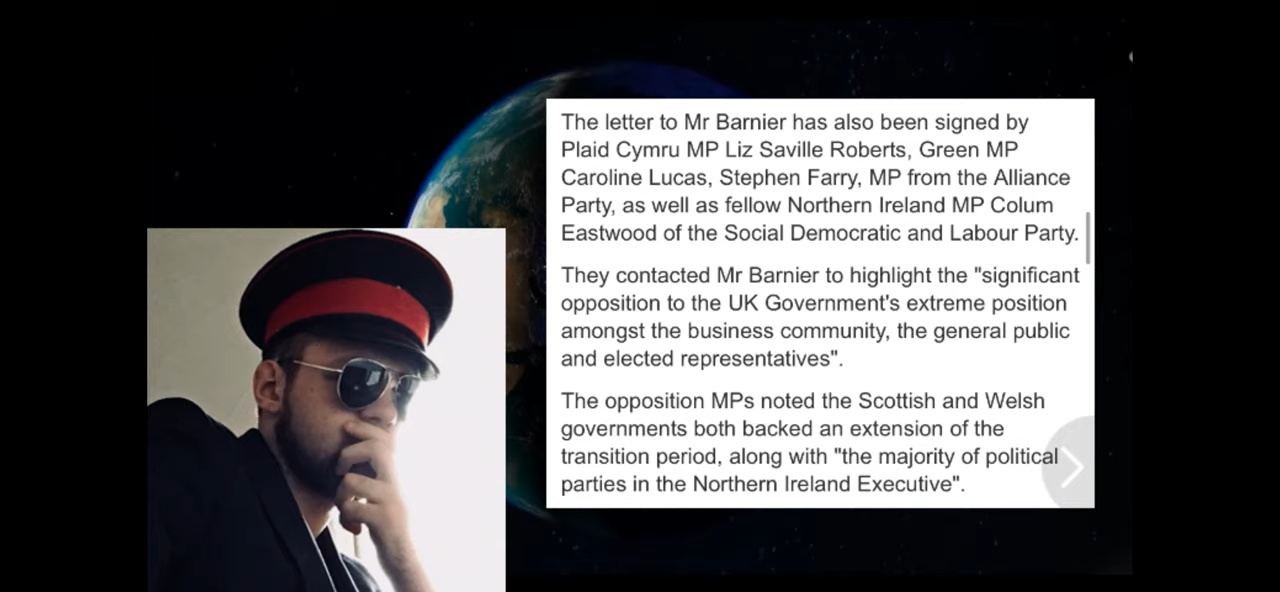 The letter to Mr Barnier has also been signed by
Plaid Cymru MP Liz Saville Roberts, Green MP
Caroline Lucas, Stephen Farry, MP from the Alliance
Party, as well as fellow Northern Ireland MP Colum
Eastwood of the Social Democratic and Labour Party.
They contacted Mr Barnier to highlight the "significant
opposition to the UK Government's extreme position
amongst the business community, the general public
and elected representatives".
The opposition MPs noted the Scottish and Welsh
governments both backed an extension of the
transition period, along with "the majority of political
parties in the Northern Ireland Executive".